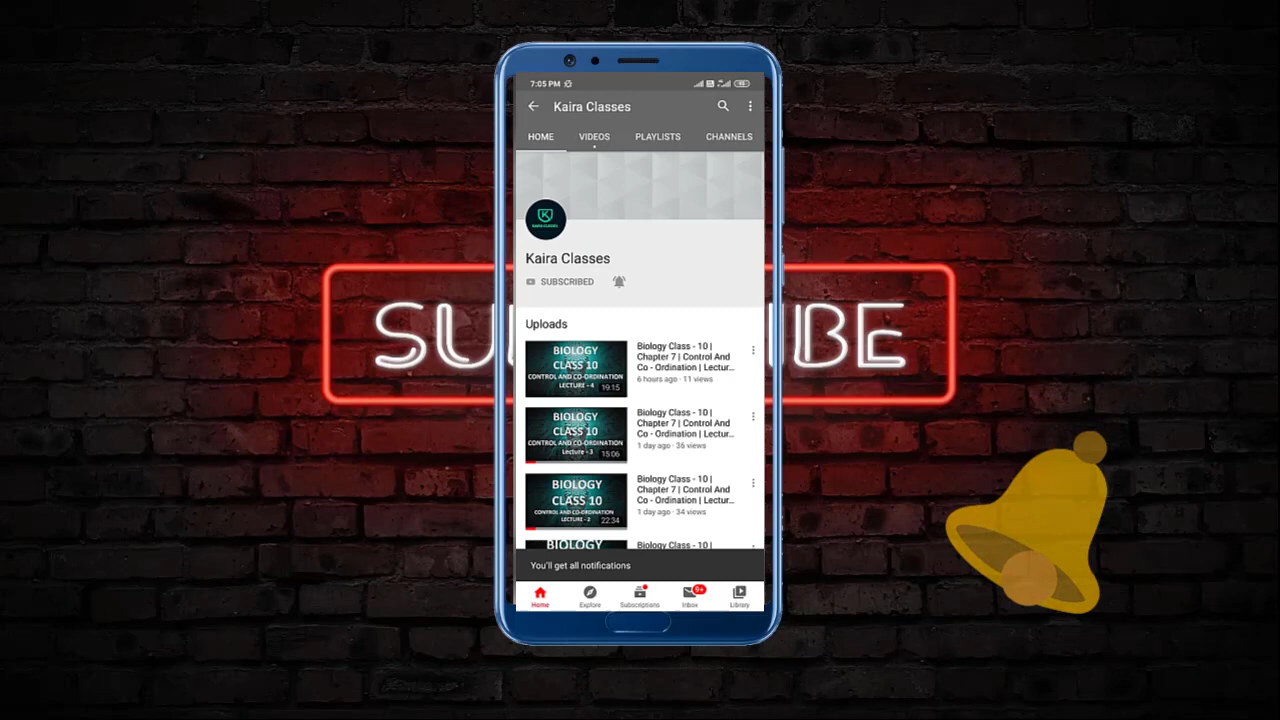 7:05 PM
Kaira Classes
HOME VIDEOS PLAYLISTS CHANNELS
K
KAIRA CLASSES
Kaira Classes
SUBSCRIBED
SU
IBE
Uploads
BIOLOGY
CLASS 10
CONTROL AND CO-ORDINATION
LECTURE - 4
19:15
Biology Class - 10 |
Chapter 7 | Control And
Co - Ordination | Lectur...
6 hours ago · 11 views
BIOLOGY
CLASS 10
CONTROL AND CO-ORDINATION
Lecture - 3
15:06
Biology Class - 10 |
Chapter 7 | Control And
Co - Ordination | Lectur...
1 day ago · 36 views
BIOLOGY
CLASS 10
CONTROL AND CO-ORDINATION
LECTURE - 2
22:34
Biology Class - 10 |
Chapter 7 | Control And
Co - Ordination | Lectur...
1 day ago · 34 views
BIOLOGY
Biology Class - 10 |
You'll get all notifications
9+
Home Explore Subscriptions Inbox Library